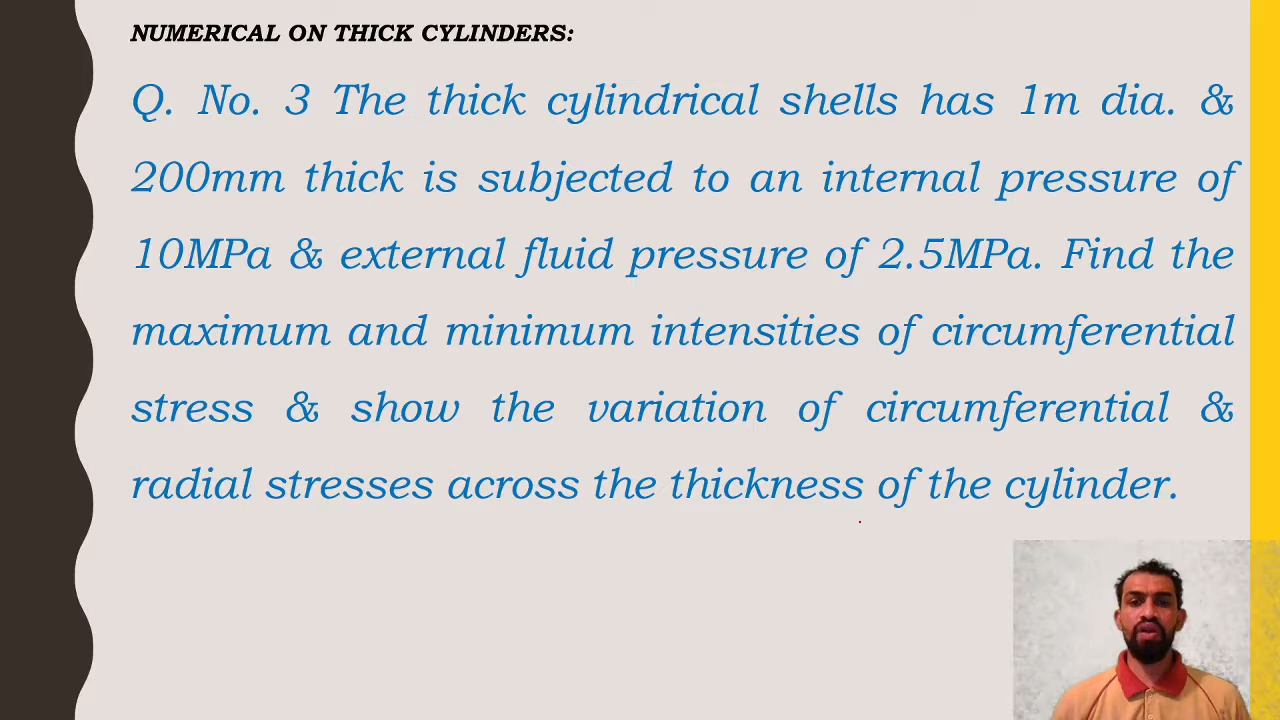 NUMERICAL ON THICK CYLINDERS:
Q. No. 3 The thick cylindrical shells has 1m dia. &
200mm thick is subjected to an internal pressure of
10MPa & external fluid pressure of 2.5MPa. Find the
maximum and minimum intensities of circumferential
stress & show the variation of circumferential &
radial stresses across the thickness of the cylinder.